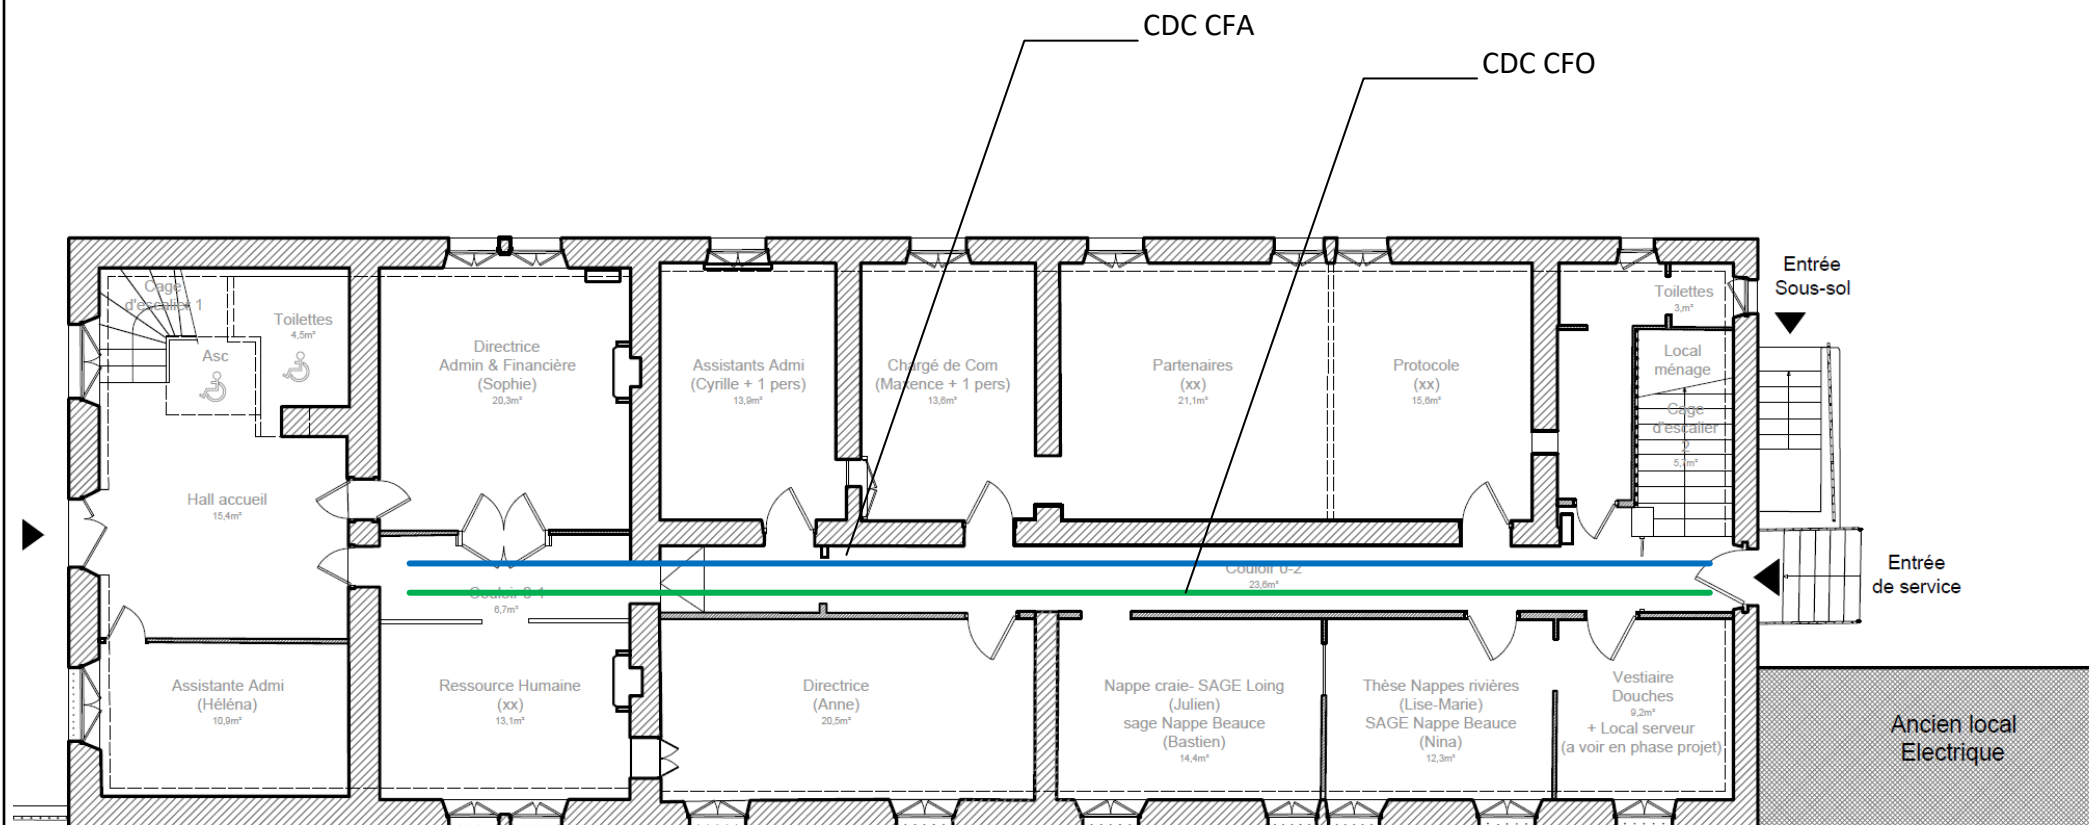 CDC CFA
CDC CFO
Cage
d'escalier 1
Toilettes
4,5m²
Asc
Hall accueil
15,4m²
Directrice
Admin & Financière
(Sophie)
20,3m²
Assistants Admi
(Cyrille + 1 pers)
13,9m²
Chargé de Com
(Maxence + 1 pers)
13,6m²
Partenaires
(xx)
21,1m²
Protocole
(xx)
15,6m²
Toilettes
3,m²
Local
ménage
Cage
d'escalier
2
5,7m²
Entrée
Sous-sol
Entrée
de service
Couloir 0-1
6,7m²
Couloir 0-2
23,6m²
Assistante Admi
(Héléna)
10,9m²
Ressource Humaine
(xx)
13,1m²
Directrice
(Anne)
20,5m²
Nappe craie- SAGE Loing
(Julien)
sage Nappe Beauce
(Bastien)
14,4m²
Thèse Nappes rivières
(Lise-Marie)
SAGE Nappe Beauce
(Nina)
12,3m²
Vestiaire
Douches
9,2m²
+ Local serveur
(a voir en phase projet)
Ancien local
Electrique